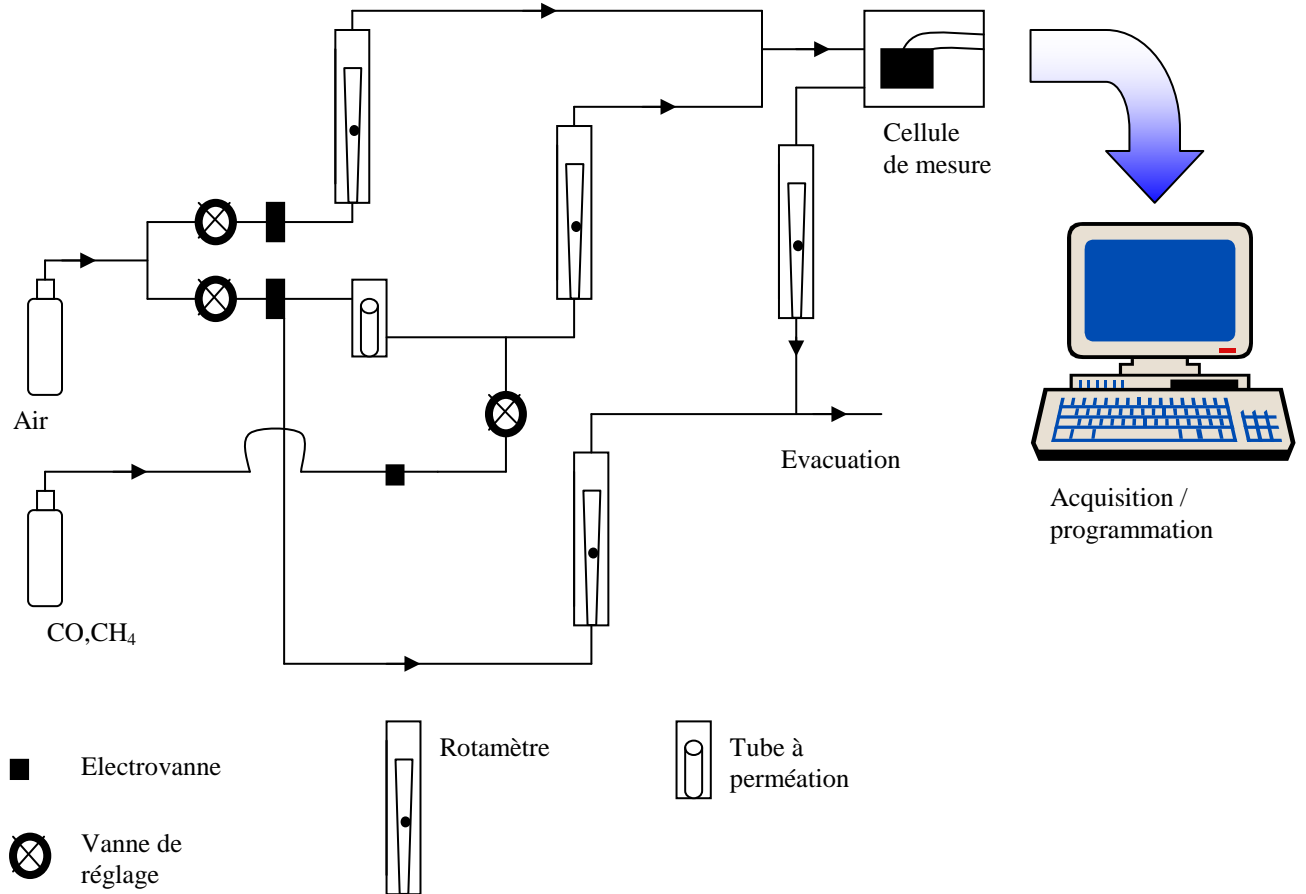 Cellule
de mesure
Air
Evacuation
Acquisition /
programmation
CO,CH₄
Rotamètre
Tube à
perméation
Electrovanne
Vanne de
réglage